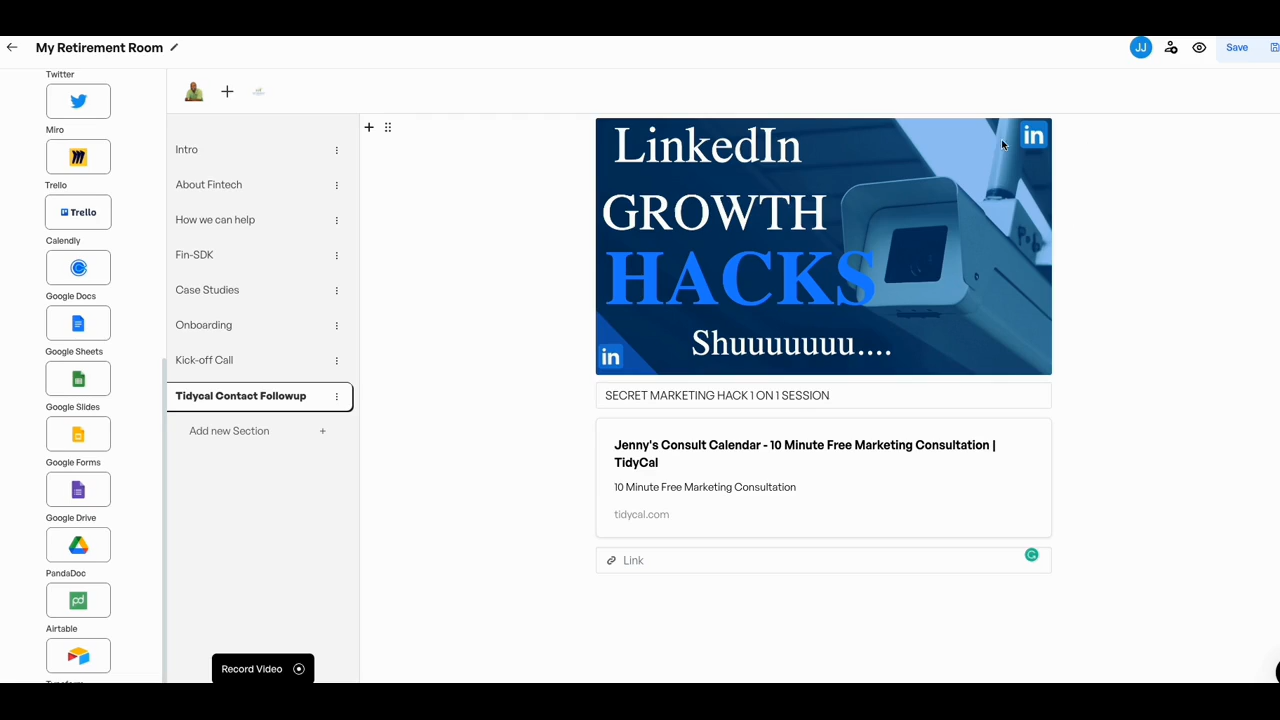 My Retirement Room
JJ
Save
Twitter
Miro
Trello
Trello
Calendly
Google Docs
Google Sheets
Google Slides
Google Forms
Google Drive
PandaDoc
pd
Airtable
Intro
About Fintech
How we can help
Fin-SDK
Case Studies
Onboarding
Kick-off Call
Tidycal Contact Followup
Add new Section
Record Video
LinkedIn
in
GROWTH
HACKS
Shuuuuuuu....
in
SECRET MARKETING HACK 1 ON 1 SESSION
Jenny's Consult Calendar - 10 Minute Free Marketing Consultation |
TidyCal
10 Minute Free Marketing Consultation
tidycal.com
Link